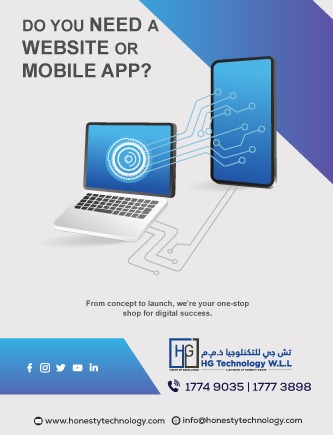 DO YOU NEED A
WEBSITE OR
MOBILE APP?
From concept to launch, we're your one-stop
shop for digital success.
HG
تش جي للتكنلوجيا ذ.م.م
HG Technology W.L.L
1774 9035 | 1777 3898
www.honestytechnology.com
info@honestytechnology.com